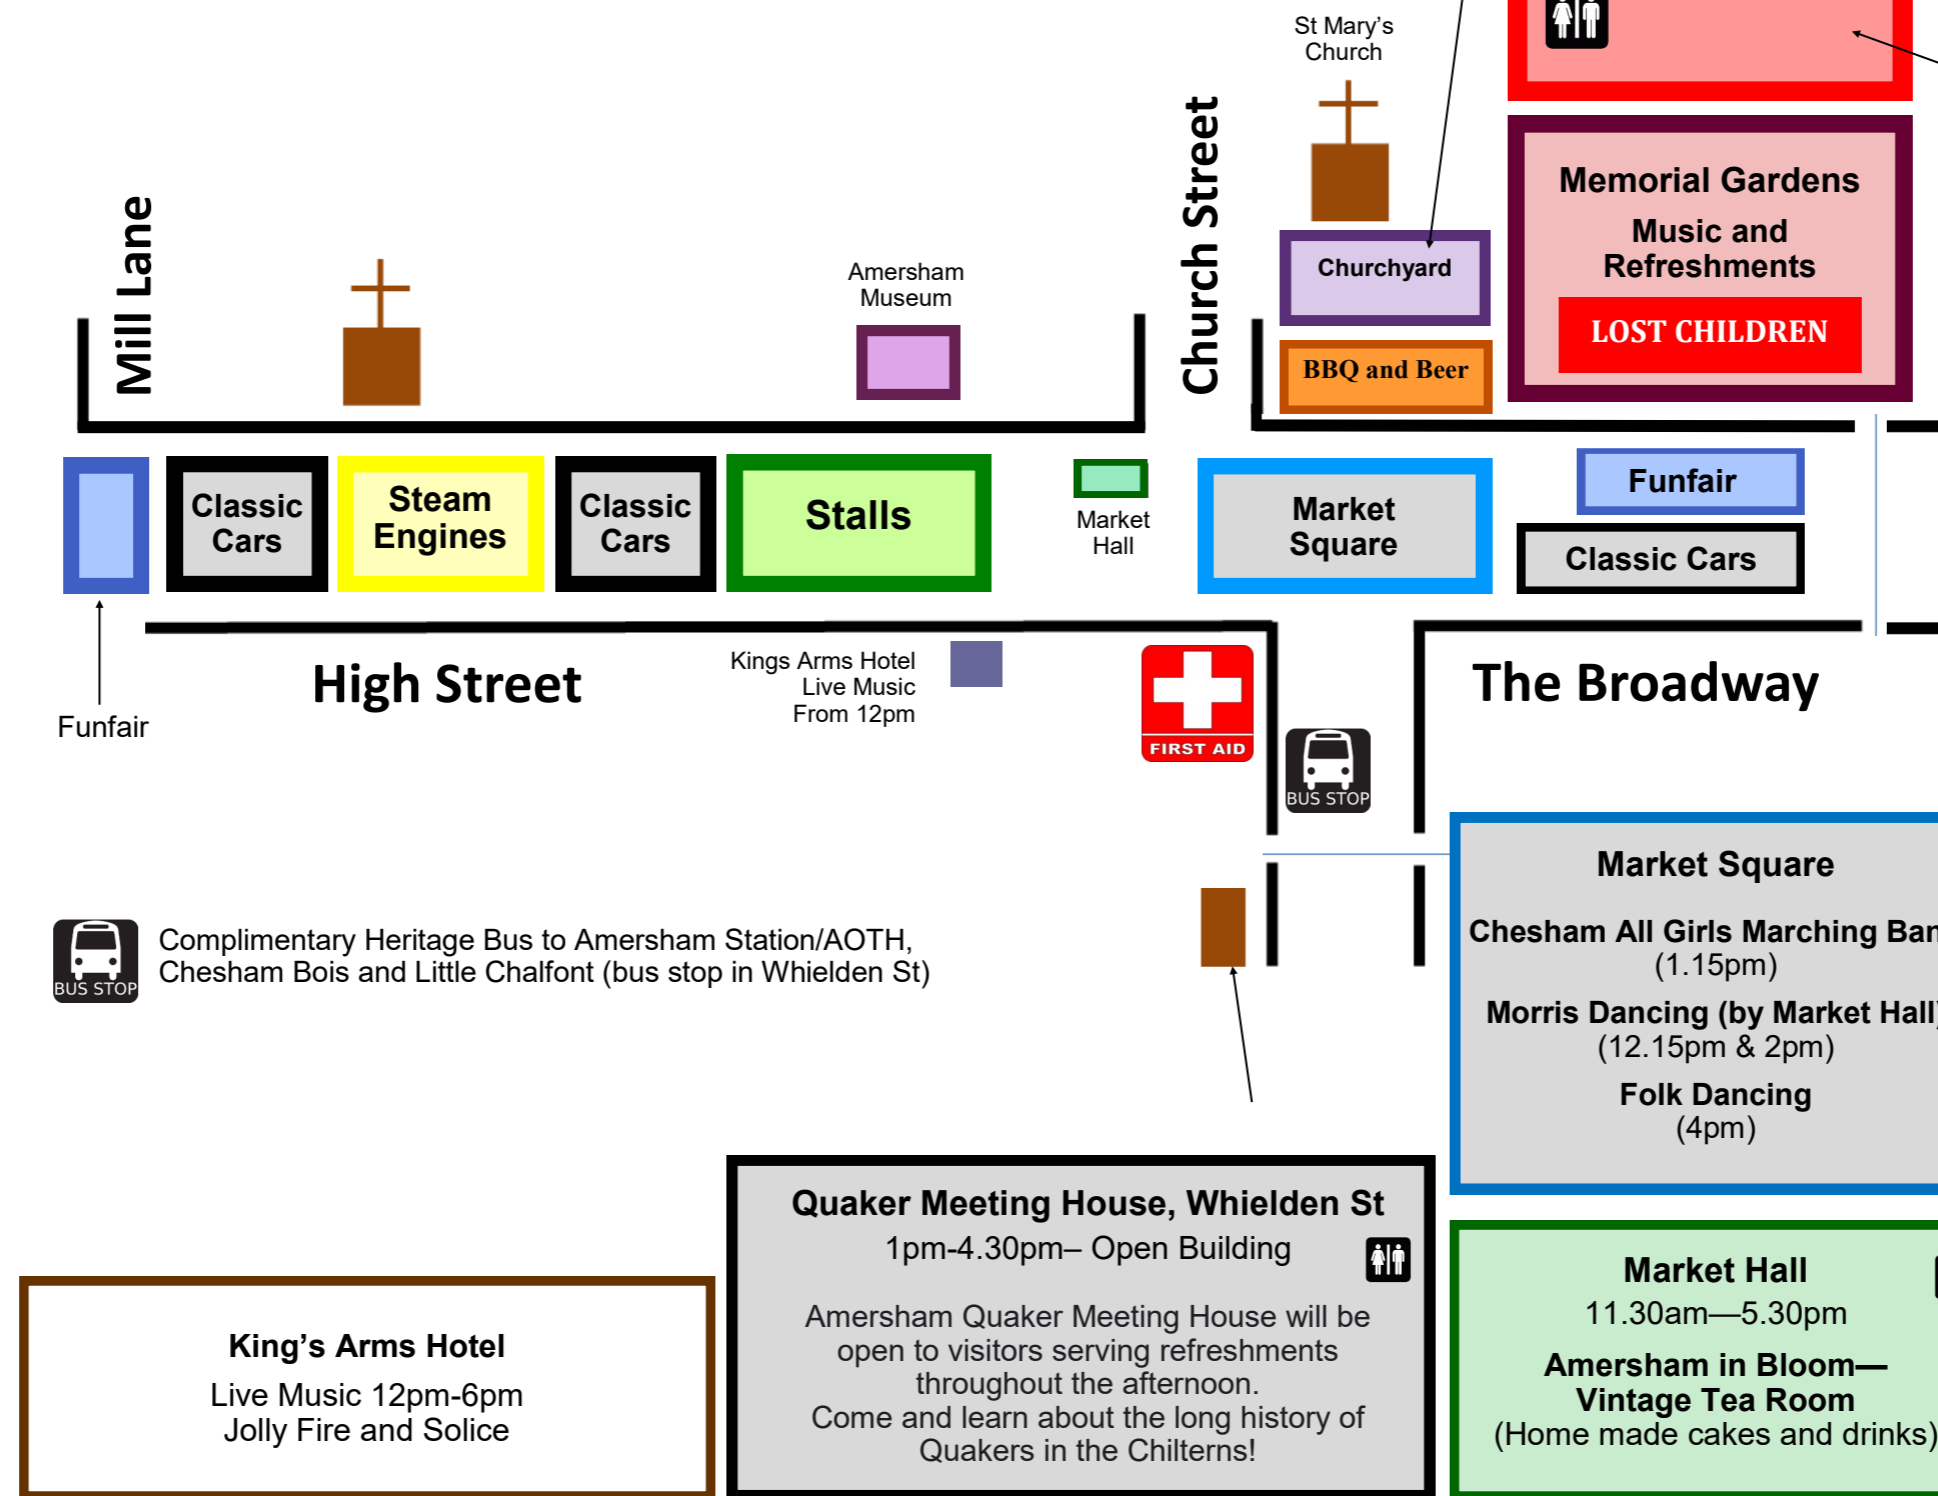 St Mary's
Church
Church Street
Mill Lane
Memorial Gardens
Music and
Refreshments
LOST CHILDREN
Churchyard
BBQ and Beer
Amersham
Museum
Classic
Cars
Steam
Engines
Classic
Cars
Stalls
Market
Hall
Market
Square
Funfair
Classic Cars
High Street
Kings Arms Hotel
Live Music
From 12pm
FIRST AID
BUS STOP
The Broadway
Funfair
BUS STOP
Complimentary Heritage Bus to Amersham Station/AOTH,
Chesham Bois and Little Chalfont (bus stop in Whielden St)
Market Square
Chesham All Girls Marching
(1.15pm)
Morris Dancing (by Market Hall)
(12.15pm & 2pm)
Folk Dancing
(4pm)
Quaker Meeting House, Whielden St
1pm-4.30pm– Open Building
Amersham Quaker Meeting House will be
open to visitors serving refreshments
throughout the afternoon.
Come and learn about the long history of
Quakers in the Chilterns!
King's Arms Hotel
Live Music 12pm-6pm
Jolly Fire and Solice
Market Hall
11.30am—5.30pm
Amersham in Bloom—
Vintage Tea Room
(Home made cakes and drinks)